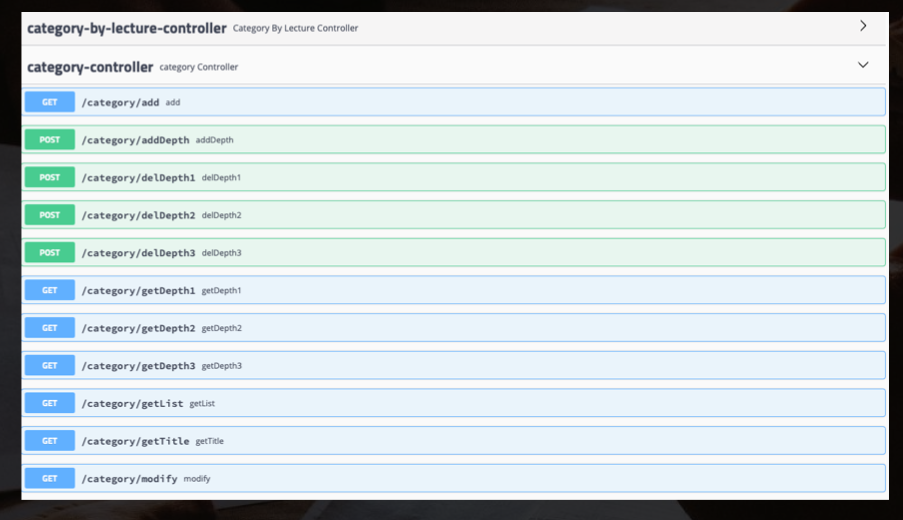 category-by-lecture-controller Category By Lecture Controller
category-controller category Controller
GET /category/add add
POST /category/addDepth addDepth
POST /category/delDepth1 delDepth1
POST /category/delDepth2 delDepth2
POST /category/delDepth3 delDepth3
GET /category/getDepth1 getDepth1
GET /category/getDepth2 getDepth2
GET /category/getDepth3 getDepth3
GET /category/getList getList
GET /category/getTitle getTitle
GET /category/modify modify